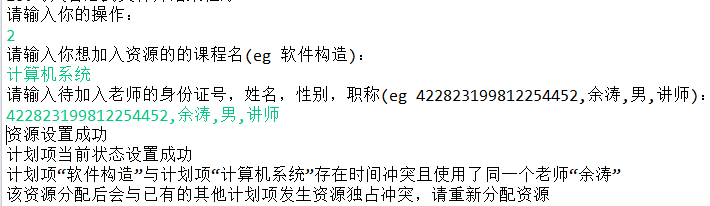 请输入你的操作：
2
请输入你想加入资源的的课程名(eg 软件构造)：
计算机系统
请输入待加入老师的身份证号，姓名，性别，职称(eg 422823199812254452,余涛,男,讲师)：
422823199812254452,余涛,男,讲师
资源设置成功
计划项当前状态设置成功
计划项“软件构造”与计划项“计算机系统”存在时间冲突且使用了同一个老师“余涛”
该资源分配后会与已有的其他计划项发生资源独占冲突，请重新分配资源